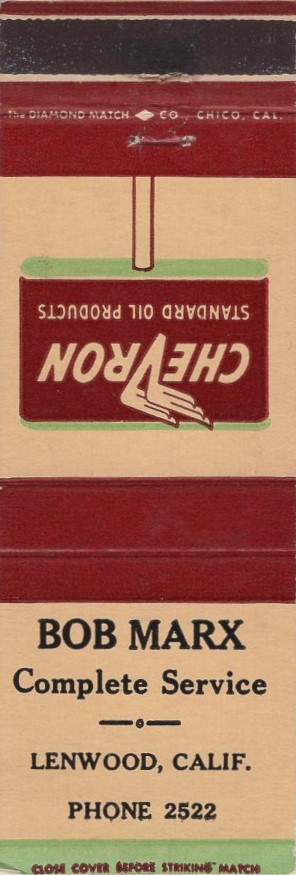 The DIAMOND MATCH CO., CHICO, CAL.
CHEVRON
STANDARD OIL PRODUCTS
BOB MARX
Complete Service
LENWOOD, CALIF.
PHONE 2522
CLOSE COVER BEFORE STRIKING MATCH